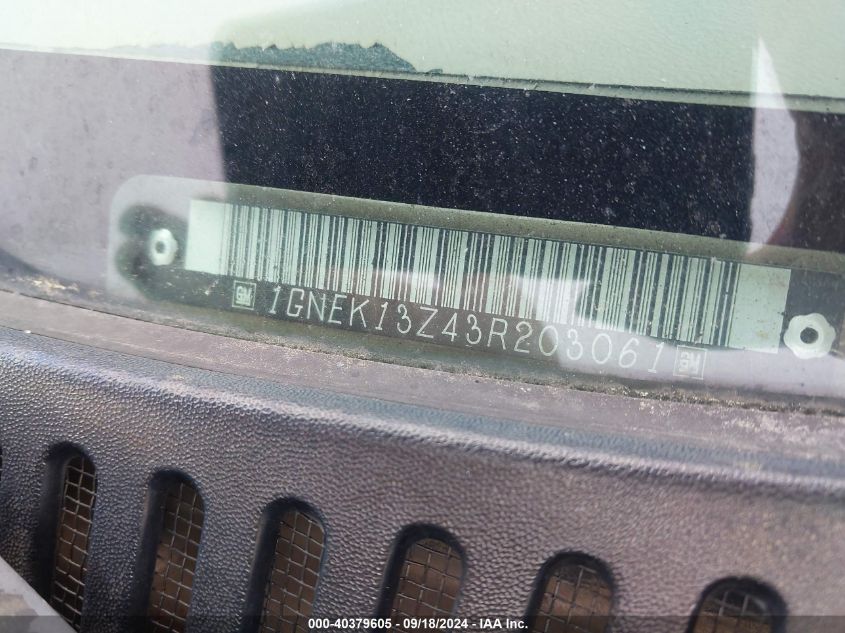 GM 1GNEK13Z43R203061 GM
000-40379605 - 09/18/2024 - IAA Inc.